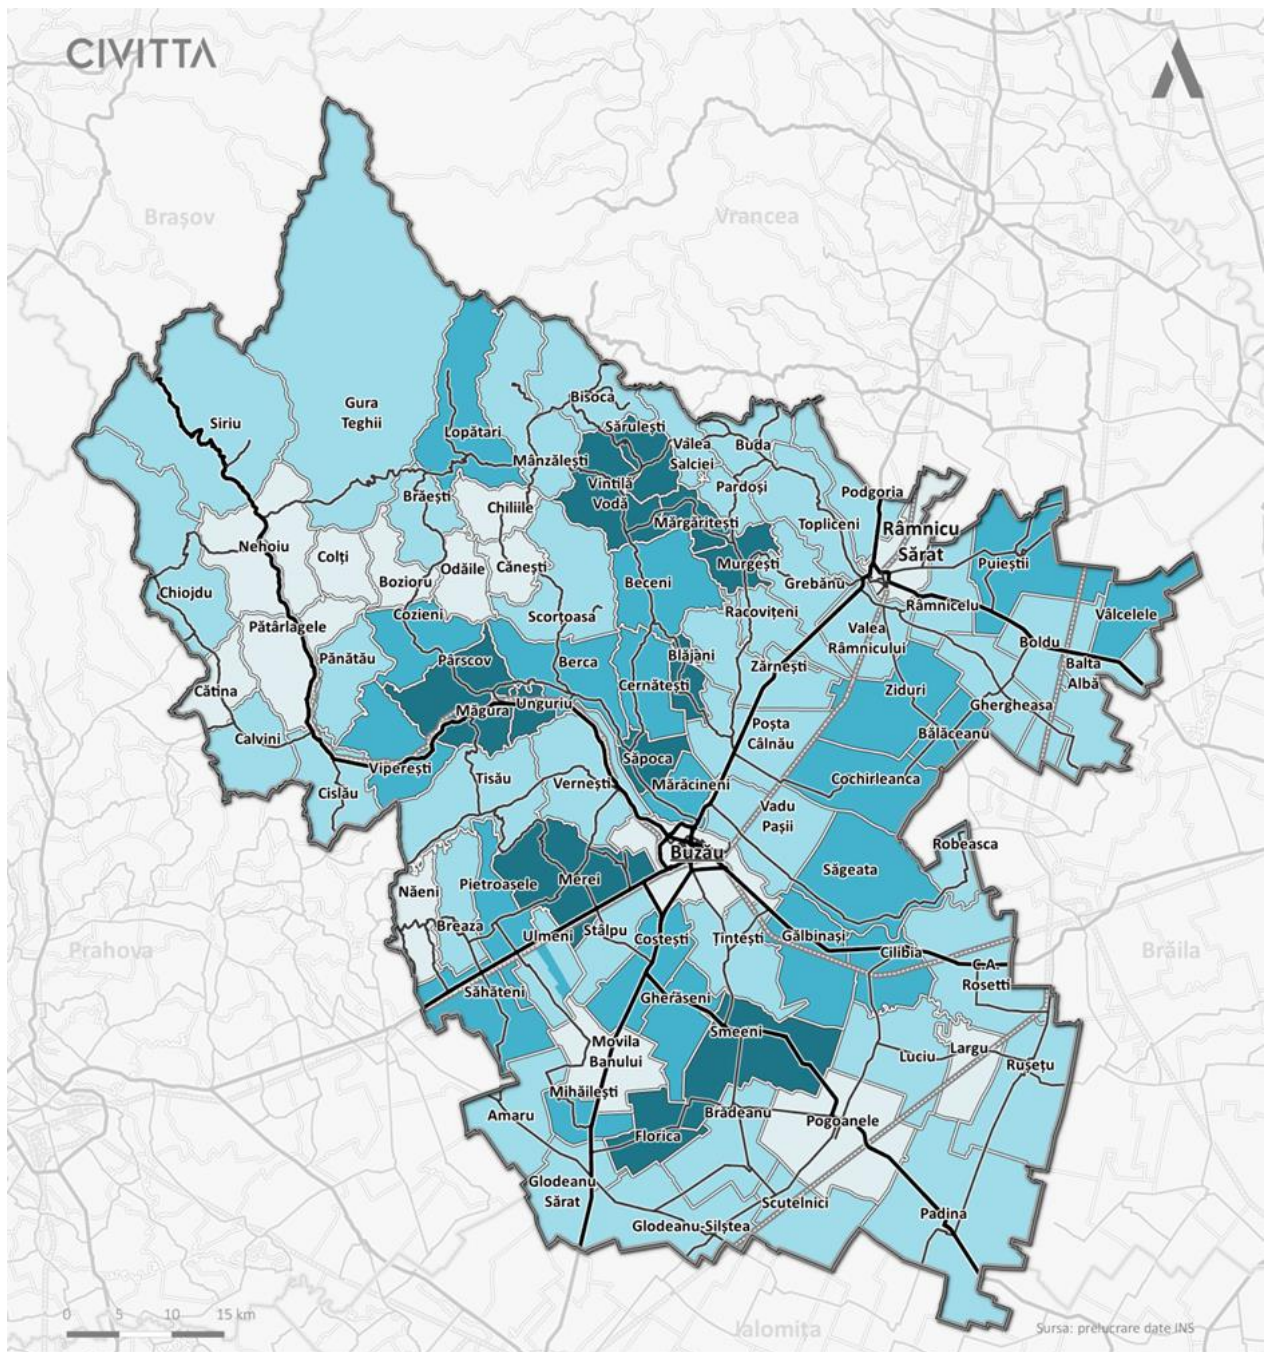 CIVITTA
Brașov
Vrancea
Siriu
Gura
Teghii
Lopătari
Bisoca
Sărulești
Mânzălești
Valea
Salciei
Buda
Brăești
Vintilă
Vodă
Pardoși
Podgoria
Chiliile
Mărgăritești
Topliceni
Râmnicu
Sărat
Nehoiu
Colți
Bozioru
Odăile
Cănești
Beceni
Murgești
Grebănu
Puieștii
Chiojdu
Cozieni
Scorțoasa
Racovițeni
Râmnicelu
Vâlcelele
Pătârlagele
Pănătău
Pârscov
Berca
Blăjani
Zărnești
Valea
Râmnicului
Boldu
Balta
Albă
Cătina
Cernătești
Ziduri
Ghergheasa
Măgura
Unguriu
Poșta
Câlnău
Bălăceanu
Calvini
Viperești
Săpoca
Cislău
Tisău
Vernești
Mărăcineni
Cochirleanca
Vadu
Pașii
Buzău
Robeasca
Năeni
Pietroasele
Merei
Săgeata
Breaza
Ulmeni
Stâlpu
Costești
Țintești
Gălbinași
Cilibia
Prahova
Brăila
C.A.
Rosetti
Săhăteni
Gherăseni
Smeeni
Movila
Banului
Luciu
Largu
Rușețu
Mihăilești
Amaru
Florica
Brădeanu
Pogoanele
Glodeanu
Sărat
Scutelnici
Padina
Glodeanu-Siliștea
0 5 10 15 km
Ialomița
Sursa: prelucrare date INS